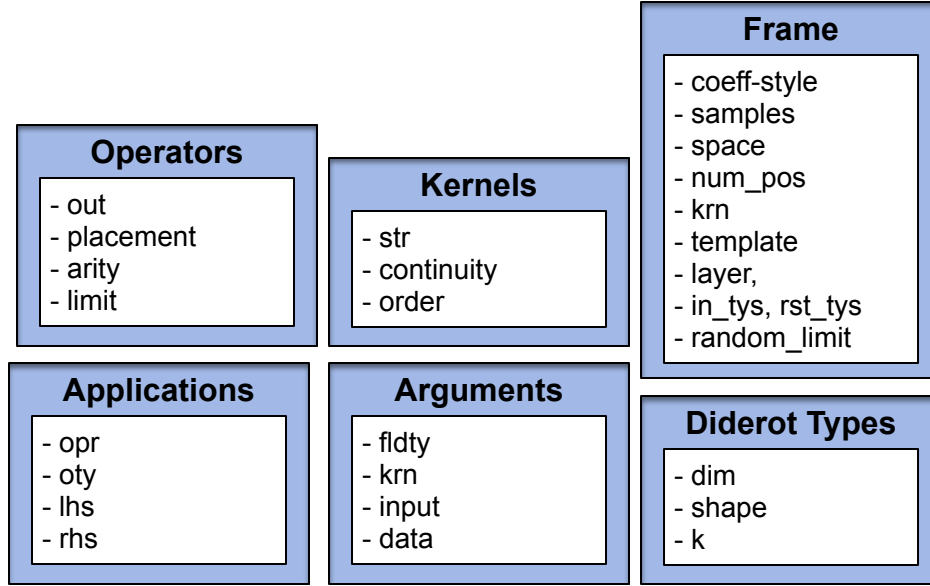 Operators
- out
- placement
- arity
- limit
Kernels
- str
- continuity
- order
Frame
- coeff-style
- samples
- space
- num_pos
- krn
- template
- layer,
- in_tys, rst_tys
- random_limit
Applications
- opr
- oty
- lhs
- rhs
Arguments
- fldty
- krn
- input
- data
Diderot Types
- dim
- shape
- k